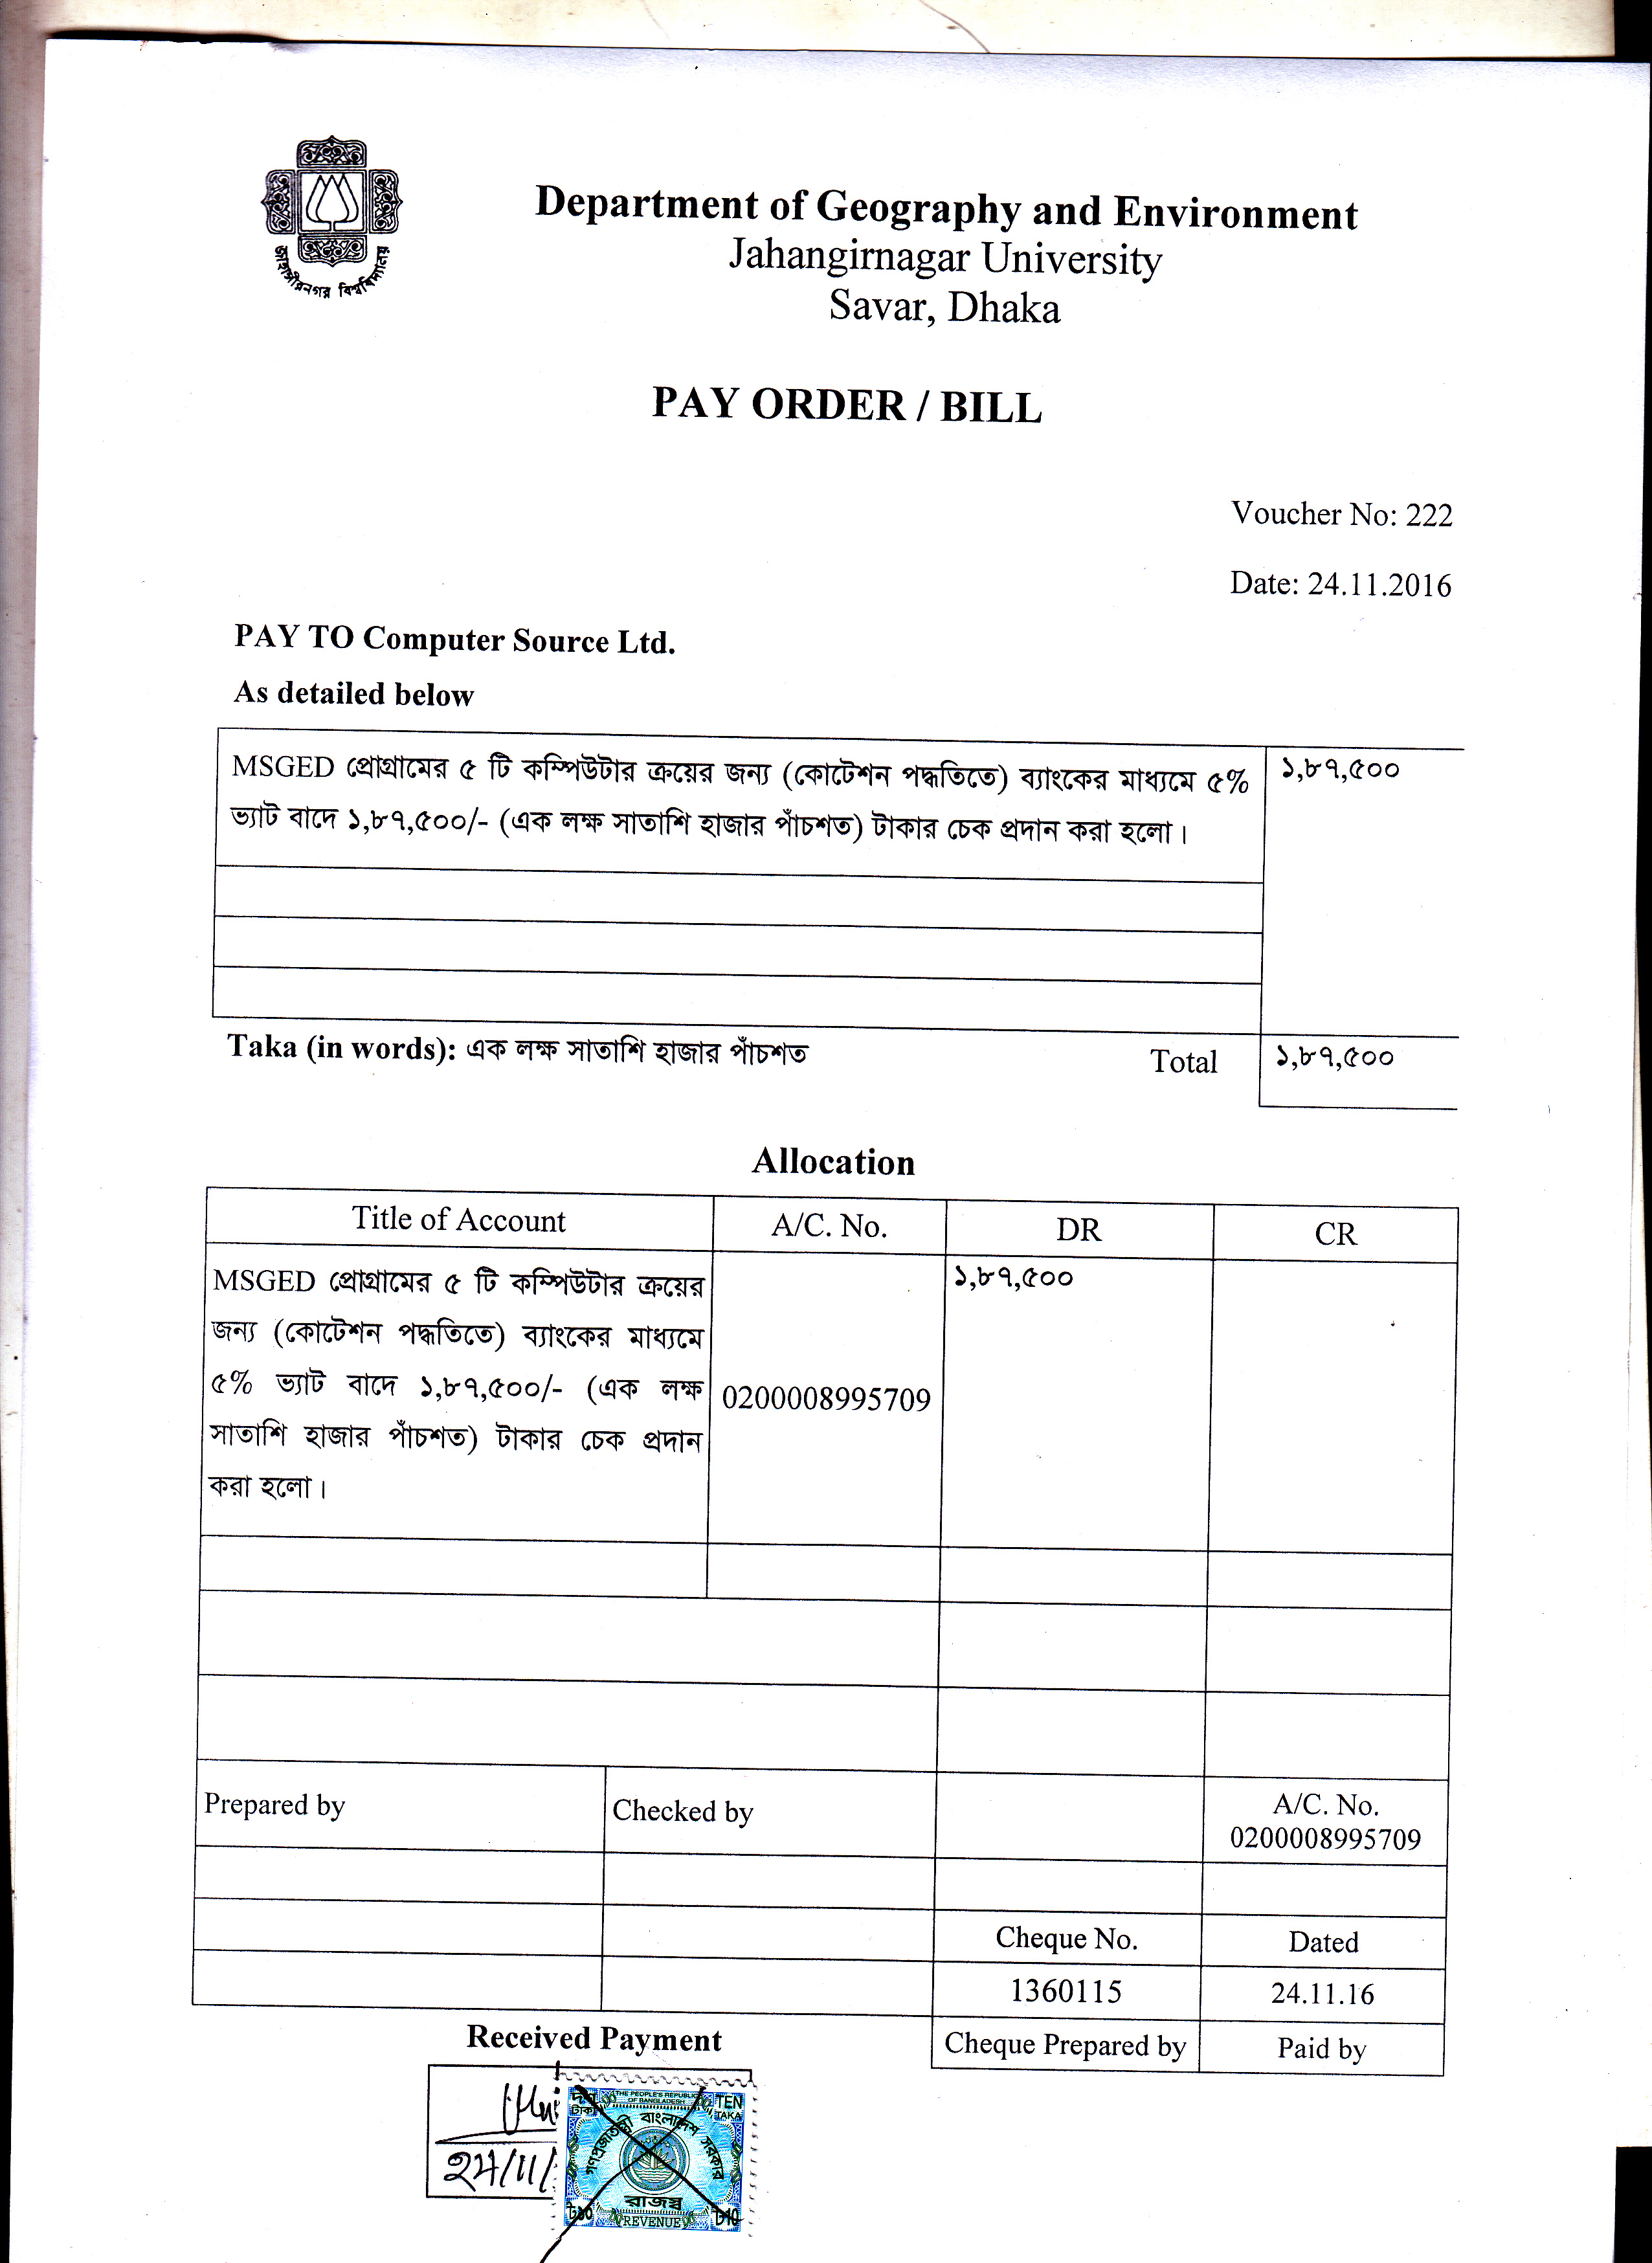 জাহাঙ্গীরনগর বিশ্ববিদ্যালয়
Department of Geography and Environment
Jahangirnagar University
Savar, Dhaka
PAY ORDER / BILL
Voucher No: 222
Date: 24.11.2016
PAY TO Computer Source Ltd.
As detailed below
MSGED প্রোগ্রামের ৫ টি কম্পিউটার ক্রয়ের জন্য (কোটেশন পদ্ধতিতে) ব্যাংকের মাধ্যমে ৫% ১,৮৭,৫০০
ভ্যাট বাদে ১,৮৭,৫০০/- (এক লক্ষ সাতাশি হাজার পাঁচশত) টাকার চেক প্রদান করা হলো।
Taka (in words): এক লক্ষ সাতাশি হাজার পাঁচশত Total ১,৮৭,৫০০
Allocation
Title of Account A/C. No. DR CR
MSGED প্রোগ্রামের ৫ টি কম্পিউটার ক্রয়ের ১,৮৭,৫০০
জন্য (কোটেশন পদ্ধতিতে) ব্যাংকের মাধ্যমে
৫% ভ্যাট বাদে ১,৮৭,৫০০/- (এক লক্ষ 0200008995709
সাতাশি হাজার পাঁচশত) টাকার চেক প্রদান
করা হলো।
Prepared by Checked by A/C. No.
0200008995709
Cheque No. Dated
1360115 24.11.16
Received Payment Cheque Prepared by Paid by
দশ টাকা THE PEOPLE'S REPUBLIC OF BANGLADESH TEN TAKA
গণপ্রজাতন্ত্রী বাংলাদেশ সরকার
রাজস্ব
৳১০ REVENUE ৳10